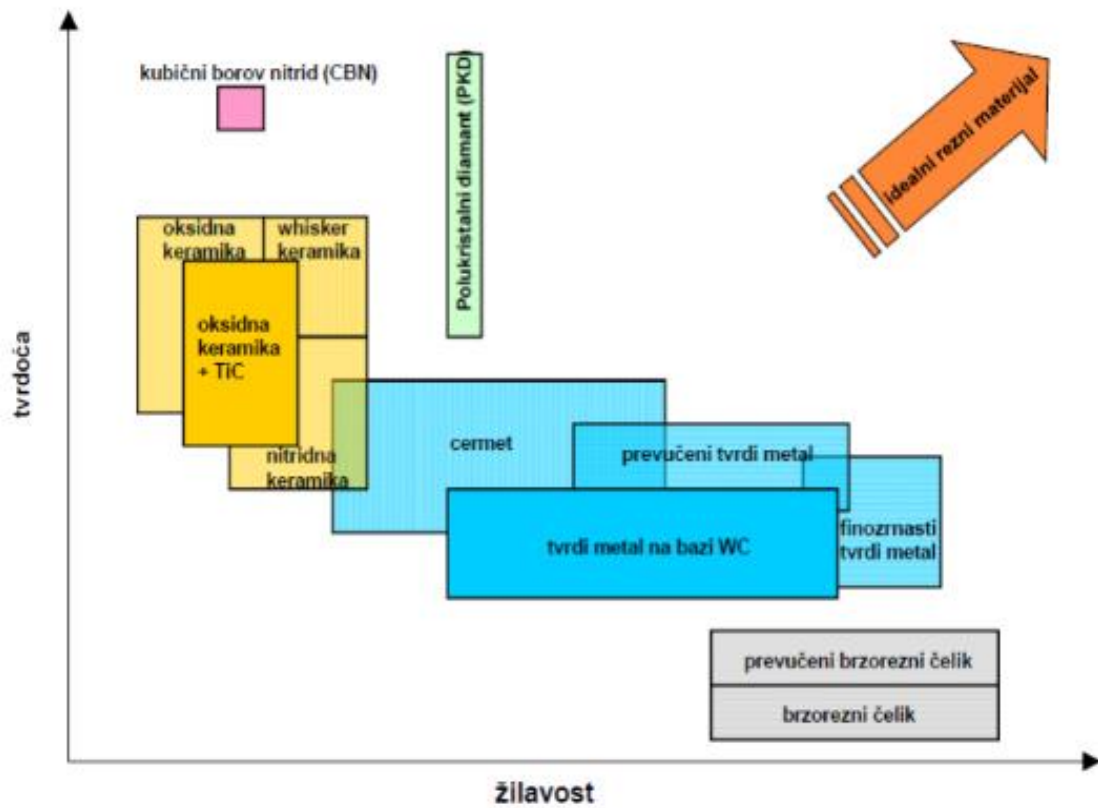 kubični borov nitrid (CBN)
Polukristalni diamant (PKD)
idealni rezni materijal
oksidna
keramika
whisker
keramika
oksidna
keramika
+ TiC
nitridna
keramika
cermet
prevučeni tvrdi metal
finozrnasti
tvrdi metal
tvrdi metal na bazi WC
prevučeni brzorezni čelik
brzorezni čelik
tvrdoća
žilavost